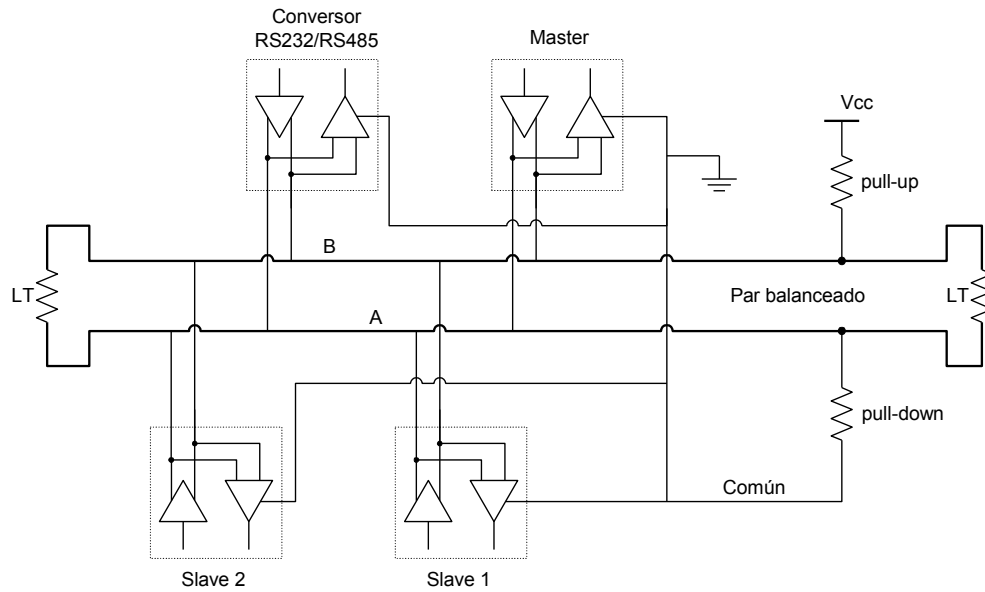 Conversor
RS232/RS485
Master
Vcc
pull-up
B
LT
Par balanceado
LT
A
pull-down
Común
Slave 2
Slave 1